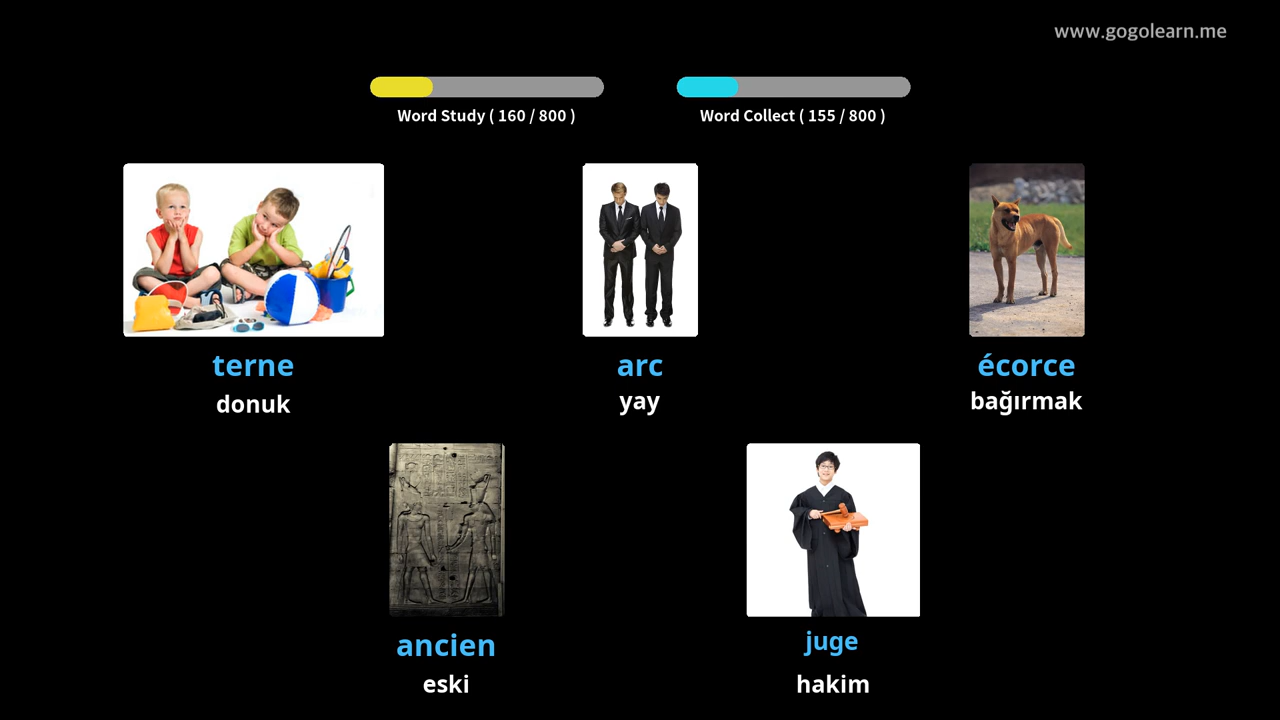 www.gogolearn.me
Word Study ( 160 / 800 )
Word Collect ( 155 / 800 )
terne
donuk
arc
yay
écorce
bağırmak
ancien
eski
juge
hakim